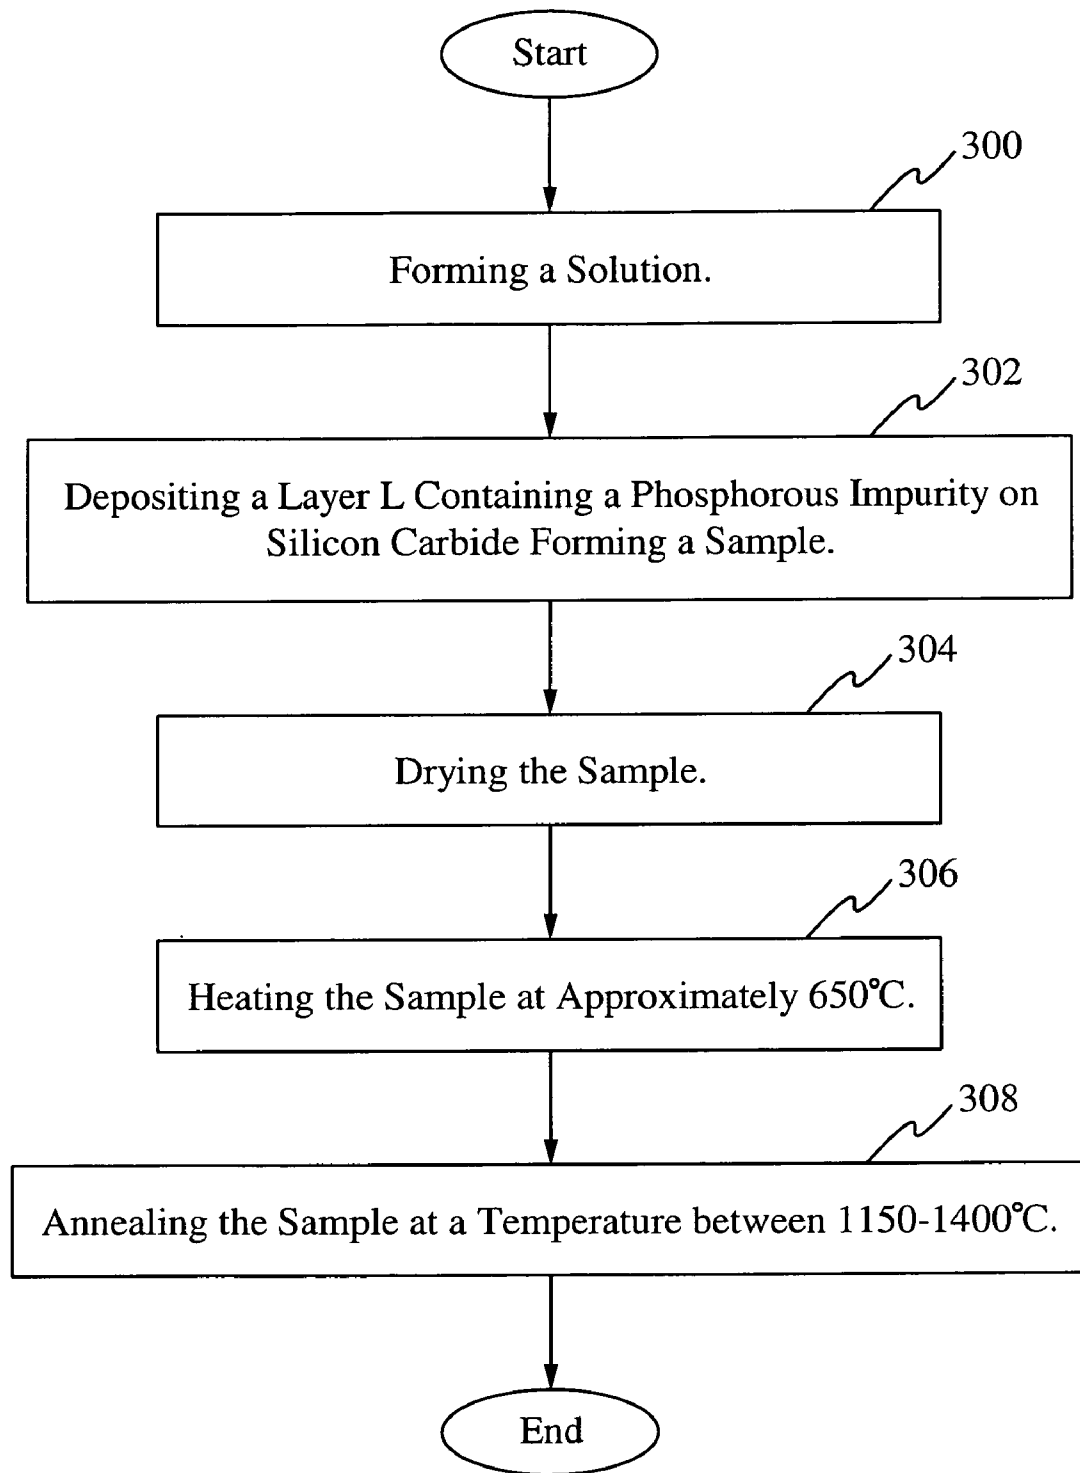 Start
300
Forming a Solution.
302
Depositing a Layer L Containing a Phosphorous Impurity on
Silicon Carbide Forming a Sample.
304
Drying the Sample.
306
Heating the Sample at Approximately 650°C.
308
Annealing the Sample at a Temperature between 1150-1400°C.
End